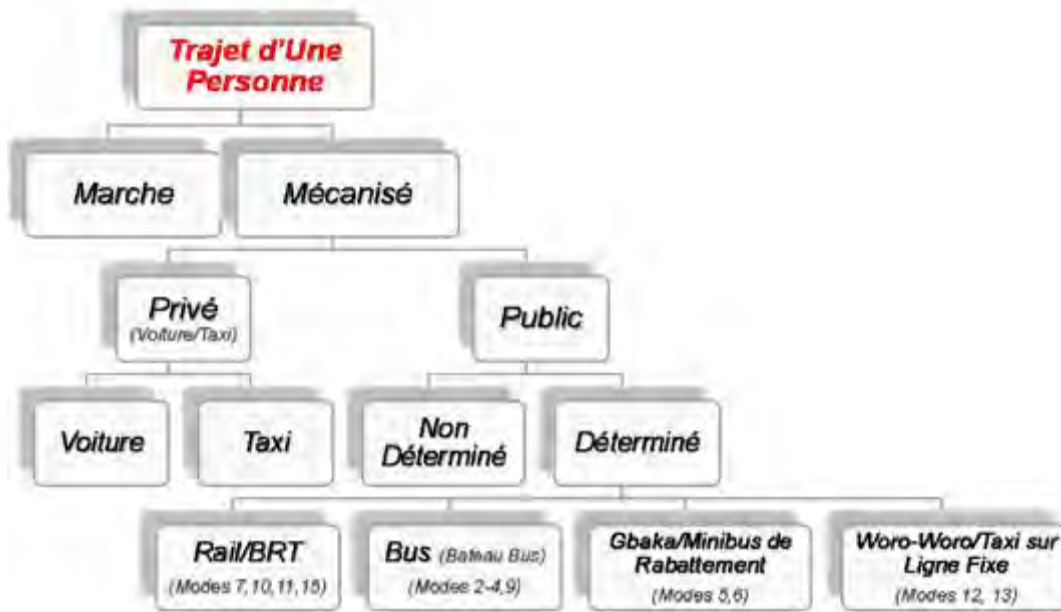 Trajet d'Une
Personne
Marche
Mécanisé
Privé
(Voiture/Taxi)
Public
Voiture
Taxi
Non
Déterminé
Déterminé
Rail/BRT
(Modes 7,10,11,15)
Bus (Bateau Bus)
(Modes 2-4,9)
Gbaka/Minibus de
Rabattement
(Modes 5,6)
Woro-Woro/Taxi sur
Ligne Fixe
(Modes 12, 13)